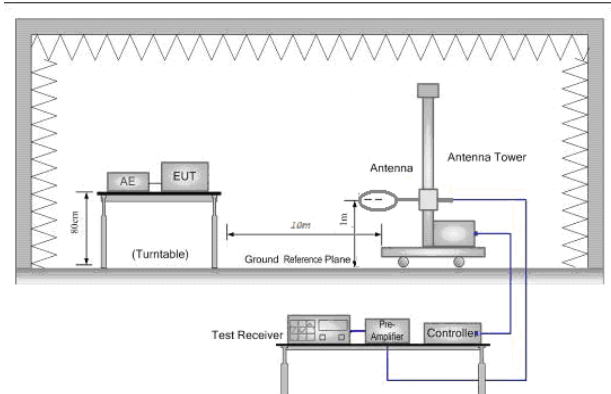 Antenna Tower
Antenna
EUT
AE
80cm
10m
1m
(Turntable)
Ground Reference Plane
Test Receiver
Pre-
Amplifier
Controller